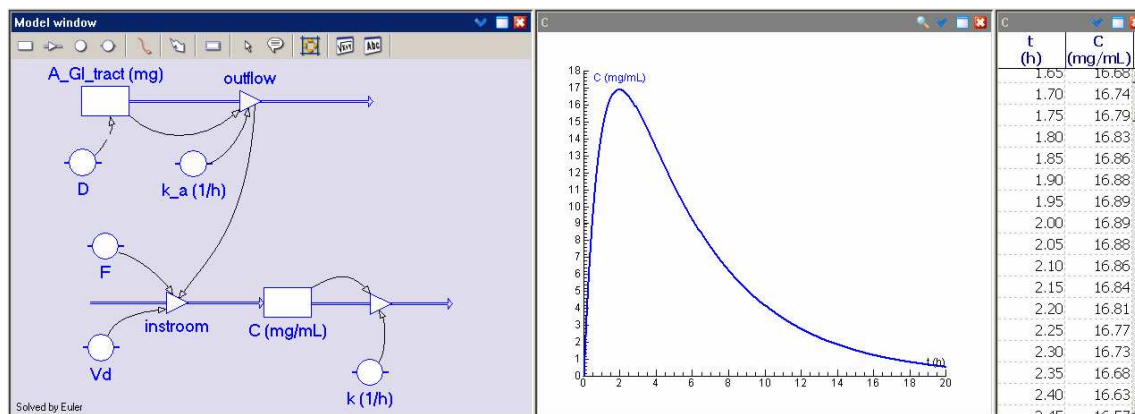 Model window
A_GI_tract (mg)
outflow
D
k_a (1/h)
F
instroom
C (mg/mL)
Vd
k (1/h)
Solved by Euler
C
C (mg/mL)
18
17
16
15
14
13
12
11
10
9
8
7
6
5
4
3
2
1
0
t (h)
0 2 4 6 8 10 12 14 16 18 20
C
t C
(h) (mg/mL)
1.65 16.68
1.70 16.74
1.75 16.79
1.80 16.83
1.85 16.86
1.90 16.88
1.95 16.89
2.00 16.89
2.05 16.88
2.10 16.86
2.15 16.84
2.20 16.81
2.25 16.77
2.30 16.73
2.35 16.68
2.40 16.63
2.45 16.57